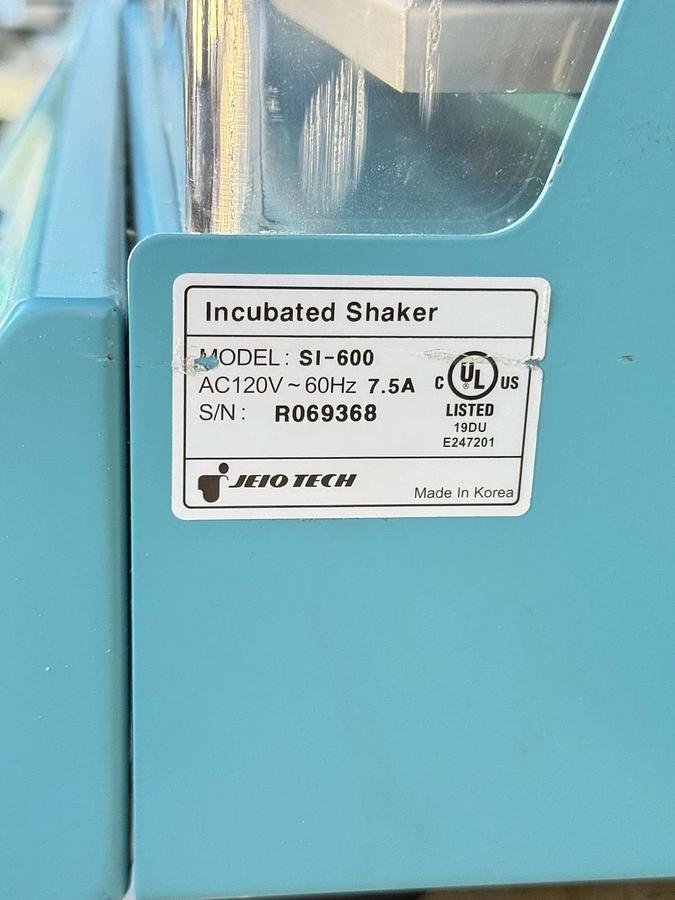 Incubated Shaker
MODEL: SI-600
AC120V ~ 60Hz 7.5A
S/N: R069368
C UL US
LISTED
19DU
E247201
JEIO TECH
Made In Korea